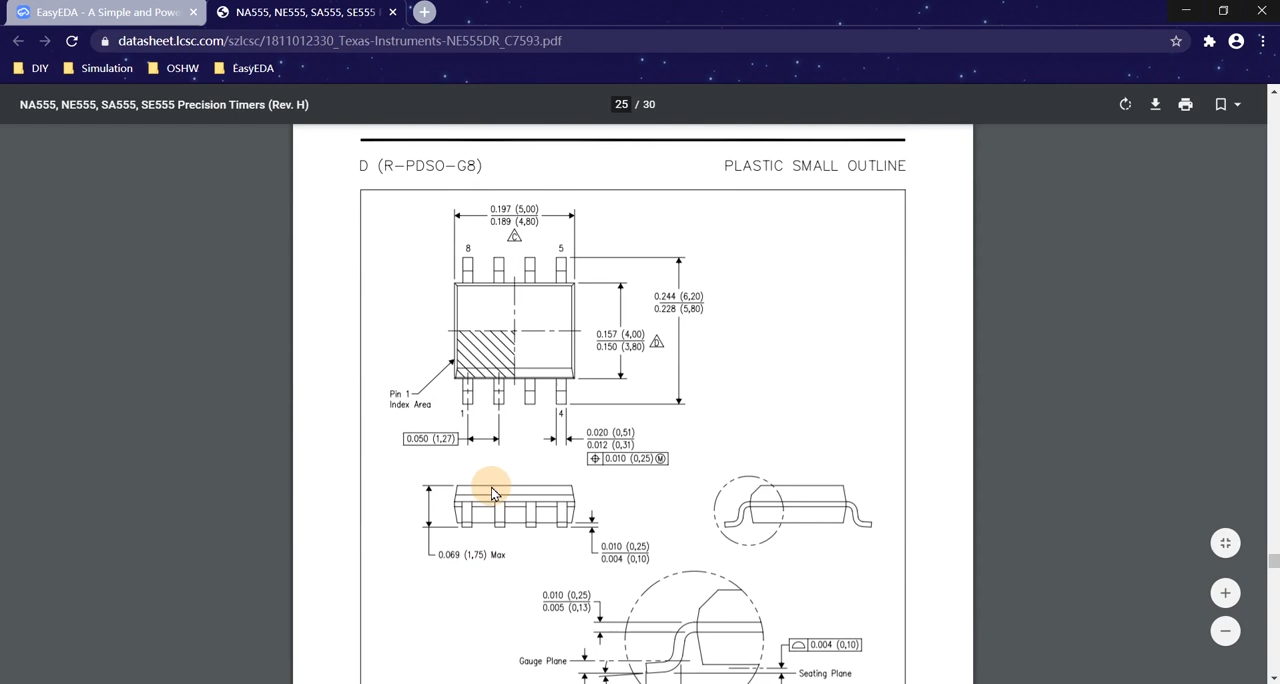 EasyEDA - A Simple and Pow
NA555, NE555, SA555, SE555
datasheet.lcsc.com/szlcsc/1811012330_Texas-Instruments-NE555DR_C7593.pdf
DIY
Simulation
OSHW
EasyEDA
NA555, NE555, SA555, SE555 Precision Timers (Rev. H)
25 / 30
D (R-PDSO-G8)
PLASTIC SMALL OUTLINE
0.197 (5,00)
0.189 (4,80)
C
8
5
0.244 (6,20)
0.228 (5,80)
0.157 (4,00)
0.150 (3,80)
D
Pin 1
Index Area
1
4
0.050 (1,27)
0.020 (0,51)
0.012 (0,31)
0.010 (0,25) M
0.069 (1,75) Max
0.010 (0,25)
0.004 (0,10)
0.010 (0,25)
0.005 (0,13)
0.004 (0,10)
Gauge Plane
Seating Plane